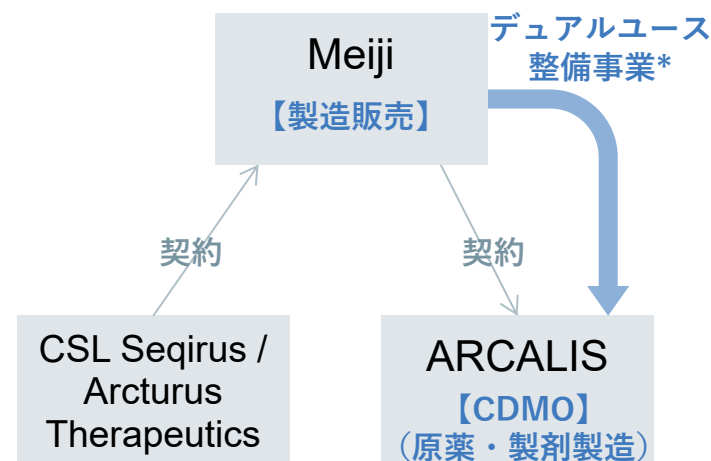 デュアルユース
整備事業*
Meiji
【製造販売】
契約
契約
CSL Seqirus /
Arcturus
Therapeutics
ARCALIS
【CDMO】
（原薬・製剤製造）